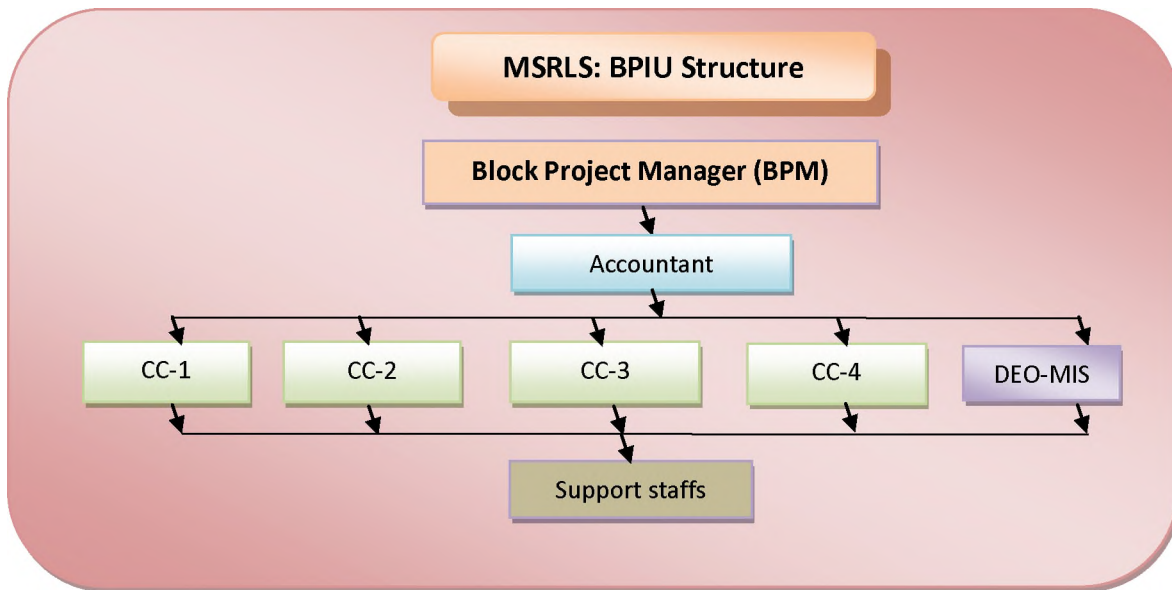 MSRLS: BPIU Structure
Block Project Manager (BPM)
Accountant
CC-1
CC-2
CC-3
CC-4
DEO-MIS
Support staffs